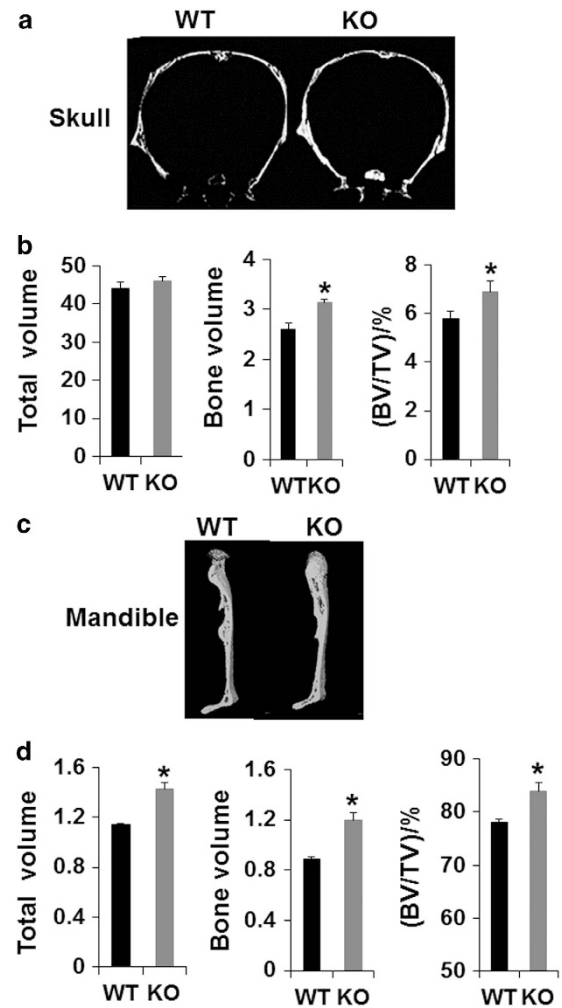 a
WT KO
Skull
b
Total volume
50
40
30
20
10
0
WT KO
Bone volume
4
3
2
1
0
*
WT KO
(BV/TV)/%
8
6
4
2
0
*
WT KO
c
WT KO
Mandible
d
Total volume
1.6
1.2
0.8
0.4
0
*
WT KO
Bone volume
1.6
1.2
0.8
0.4
0
*
WT KO
(BV/TV)/%
90
80
70
60
50
*
WT KO